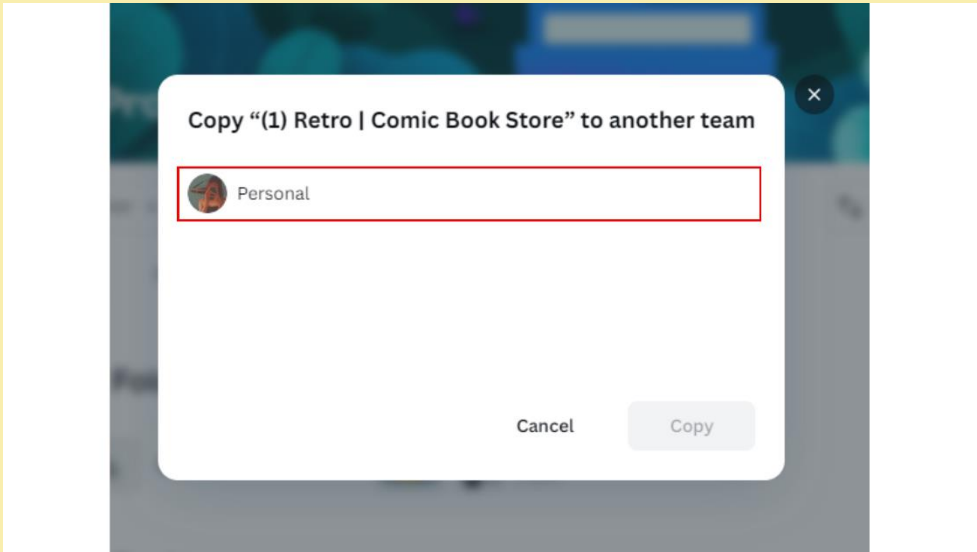 Copy “(1) Retro | Comic Book Store” to another team
Personal
Cancel
Copy